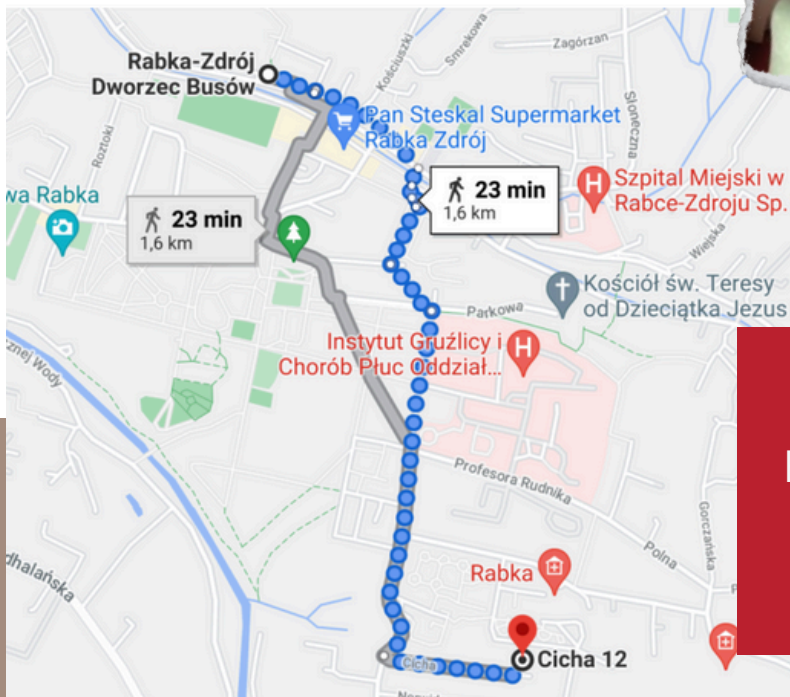 Zagórzan
Kościuszki
Smrekowa
Rabka-Zdrój
Dworzec Busów
Słoneczna
Pan Steskal Supermarket
Rabka Zdrój
Roztoki
wa Rabka
23 min
1,6 km
23 min
1,6 km
Szpital Miejski w
Rabce-Zdroju Sp.
Wiejska
Kościół św. Teresy
od Dzieciątka Jezus
Parkowa
Instytut Gruźlicy i
Chorób Płuc Oddział...
cznej Wody
Profesora Rudnika
Gorczańska
Polna
dhalańska
Rabka
Cicha
Cicha 12